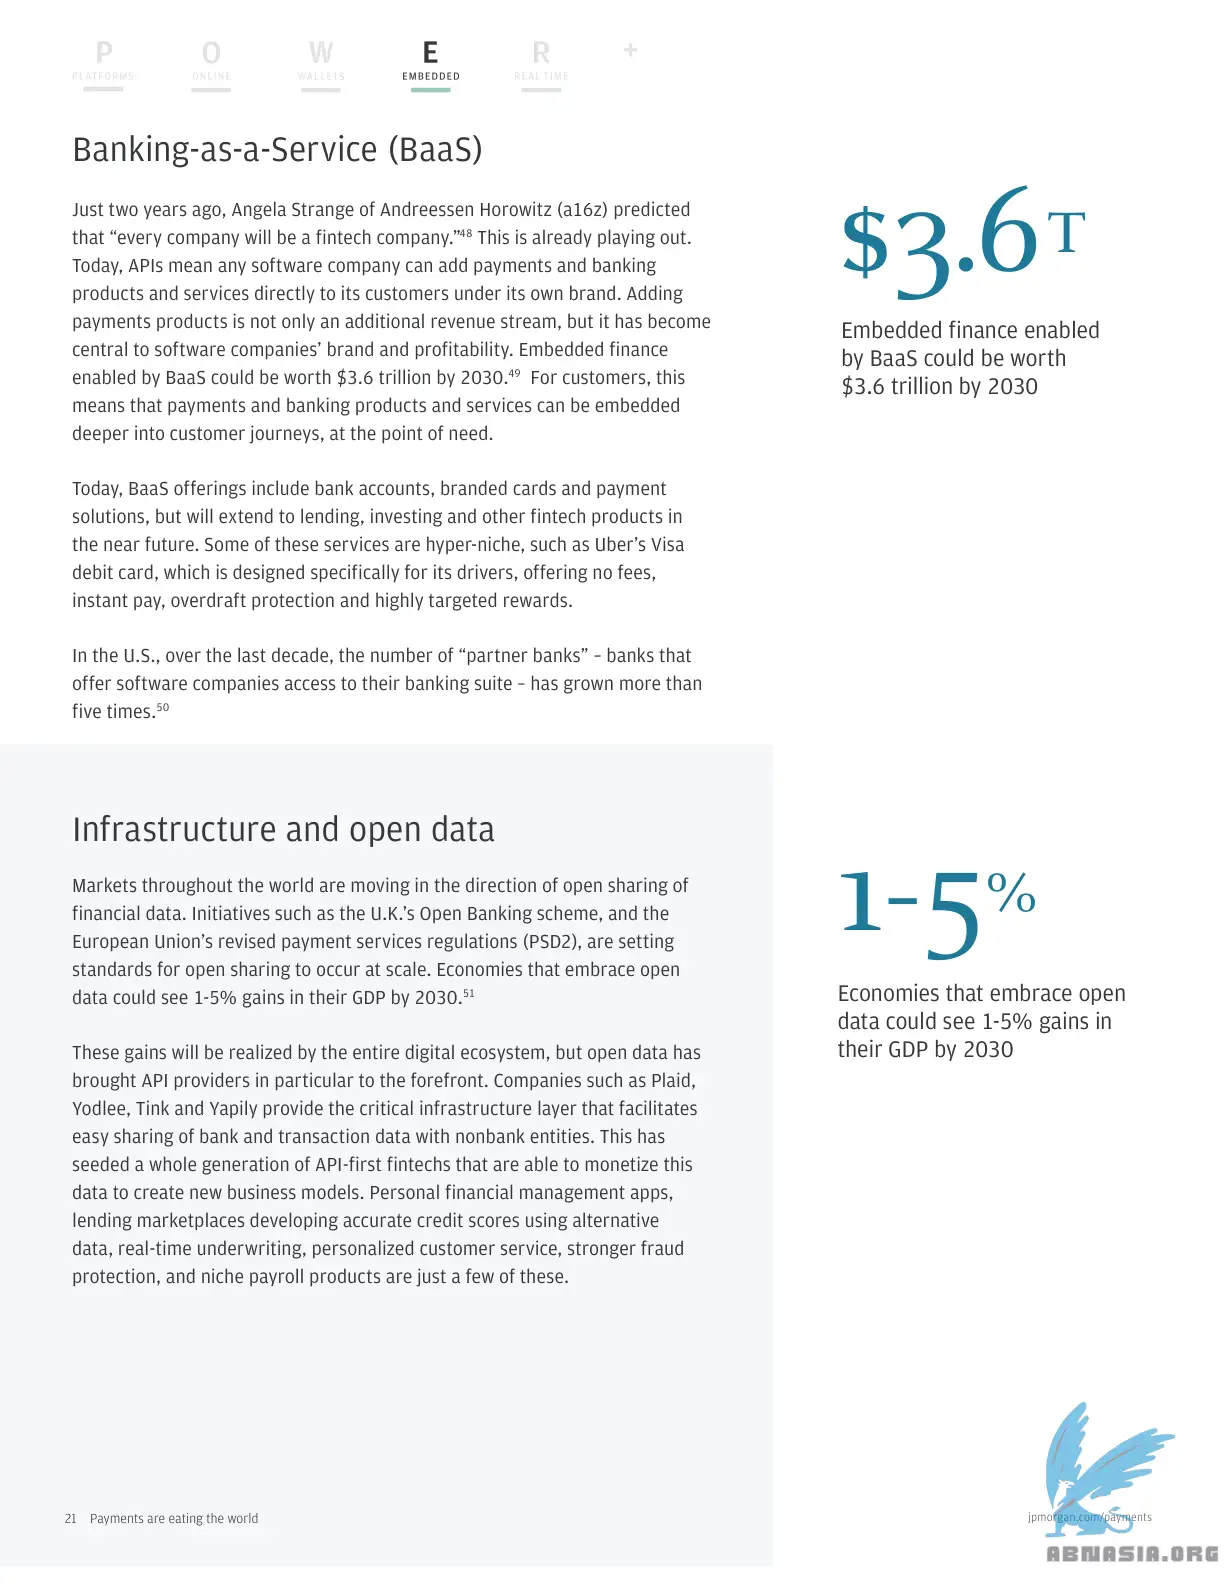 P O W E R +
PLATFORMS ONLINE WALLETS EMBEDDED REAL TIME
Banking-as-a-Service (BaaS)
Just two years ago, Angela Strange of Andreessen Horowitz (a16z) predicted
that “every company will be a fintech company.”48 This is already playing out.
Today, APIs mean any software company can add payments and banking
products and services directly to its customers under its own brand. Adding
payments products is not only an additional revenue stream, but it has become
central to software companies’ brand and profitability. Embedded finance
enabled by BaaS could be worth $3.6 trillion by 2030.49 For customers, this
means that payments and banking products and services can be embedded
deeper into customer journeys, at the point of need.
Today, BaaS offerings include bank accounts, branded cards and payment
solutions, but will extend to lending, investing and other fintech products in
the near future. Some of these services are hyper-niche, such as Uber’s Visa
debit card, which is designed specifically for its drivers, offering no fees,
instant pay, overdraft protection and highly targeted rewards.
In the U.S., over the last decade, the number of “partner banks” – banks that
offer software companies access to their banking suite – has grown more than
five times.50
$3.6T
Embedded finance enabled
by BaaS could be worth
$3.6 trillion by 2030
Infrastructure and open data
Markets throughout the world are moving in the direction of open sharing of
financial data. Initiatives such as the U.K.’s Open Banking scheme, and the
European Union’s revised payment services regulations (PSD2), are setting
standards for open sharing to occur at scale. Economies that embrace open
data could see 1-5% gains in their GDP by 2030.51
These gains will be realized by the entire digital ecosystem, but open data has
brought API providers in particular to the forefront. Companies such as Plaid,
Yodlee, Tink and Yapily provide the critical infrastructure layer that facilitates
easy sharing of bank and transaction data with nonbank entities. This has
seeded a whole generation of API-first fintechs that are able to monetize this
data to create new business models. Personal financial management apps,
lending marketplaces developing accurate credit scores using alternative
data, real-time underwriting, personalized customer service, stronger fraud
protection, and niche payroll products are just a few of these.
1-5%
Economies that embrace open
data could see 1-5% gains in
their GDP by 2030
21 Payments are eating the world
jpmorgan.com/payments
ABNASIA.ORG